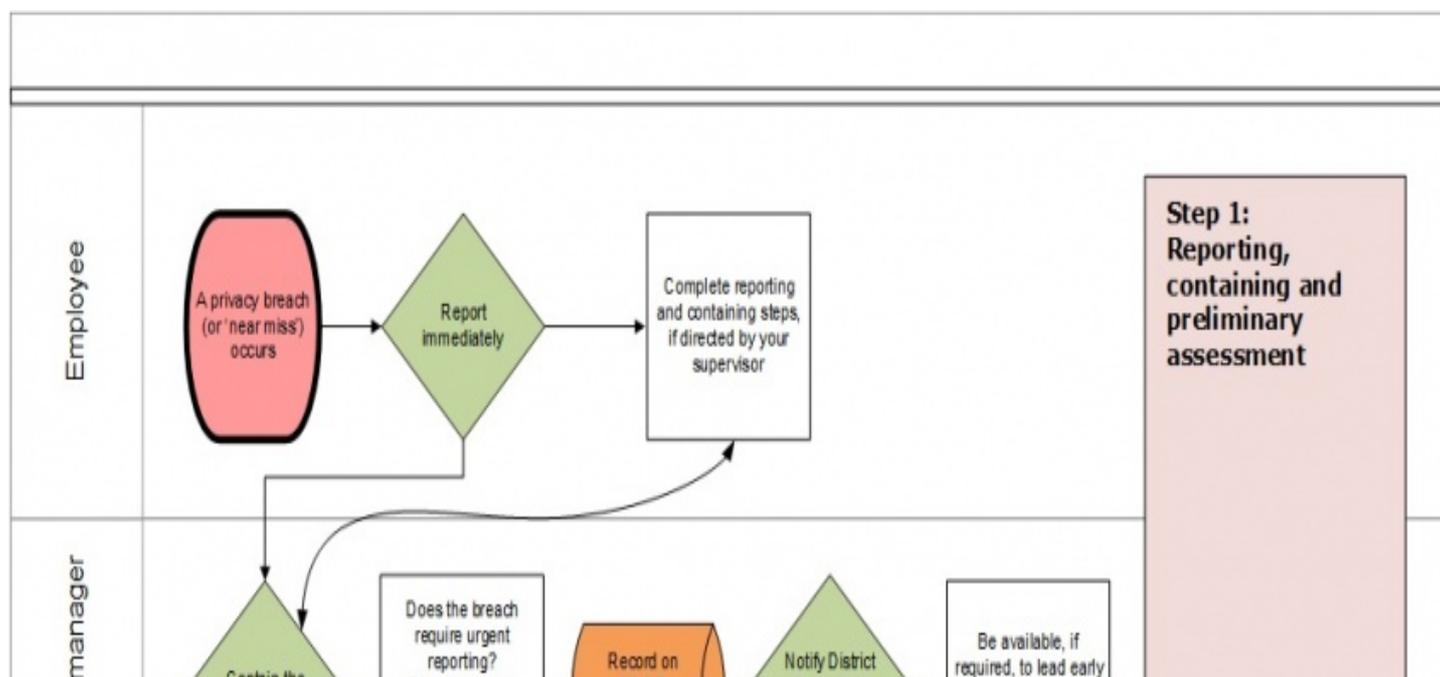 Employee
A privacy breach
(or 'near miss')
occurs
Report
immediately
Complete reporting
and containing steps,
if directed by your
supervisor
Step 1:
Reporting,
containing and
preliminary
assessment
manager
Contain the
Does the breach
require urgent
reporting?
Record on
Notify District
Be available, if
required, to lead early